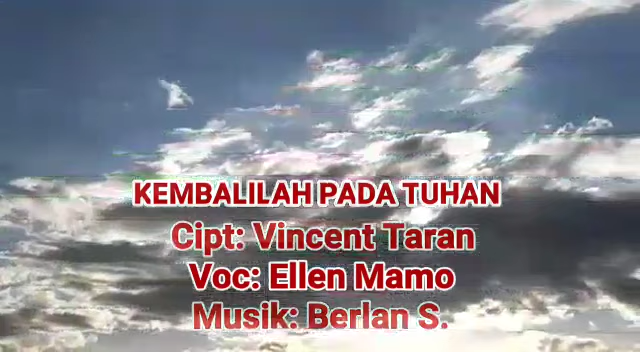 KEMBALILAH PADA TUHAN
Cipt: Vincent Taran
Voc: Ellen Mamo
Musik: Berlan S.